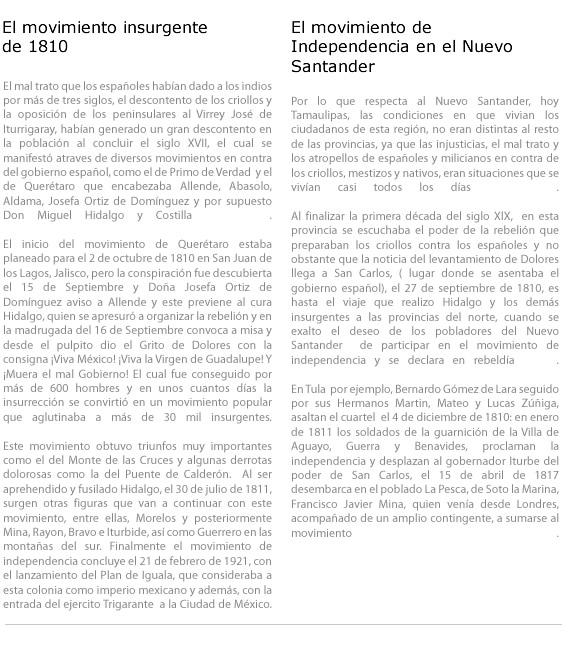 El movimiento insurgente
de 1810
El mal trato que los españoles habían dado a los indios
por más de tres siglos, el descontento de los criollos y
la oposición de los peninsulares al Virrey José de
Iturrigaray, habían generado un gran descontento en
la población al concluir el siglo XVII, el cual se
manifestó atraves de diversos movimientos en contra
del gobierno español, como el de Primo de Verdad y el
de Querétaro que encabezaba Allende, Abasolo,
Aldama, Josefa Ortiz de Domínguez y por supuesto
Don Miguel Hidalgo y Costilla .
El inicio del movimiento de Querétaro estaba
planeado para el 2 de octubre de 1810 en San Juan de
los Lagos, Jalisco, pero la conspiración fue descubierta
el 15 de Septiembre y Doña Josefa Ortiz de
Domínguez aviso a Allende y este previene al cura
Hidalgo, quien se apresuró a organizar la rebelión y en
la madrugada del 16 de Septiembre convoca a misa y
desde el pulpito dio el Grito de Dolores con la
consigna ¡Viva México! ¡Viva la Virgen de Guadalupe! Y
¡Muera el mal Gobierno! El cual fue conseguido por
más de 600 hombres y en unos cuantos días la
insurrección se convirtió en un movimiento popular
que aglutinaba a más de 30 mil insurgentes.
Este movimiento obtuvo triunfos muy importantes
como el del Monte de las Cruces y algunas derrotas
dolorosas como la del Puente de Calderón. Al ser
aprehendido y fusilado Hidalgo, el 30 de julio de 1811,
surgen otras figuras que van a continuar con este
movimiento, entre ellas, Morelos y posteriormente
Mina, Rayon, Bravo e Iturbide, así como Guerrero en las
montañas del sur. Finalmente el movimiento de
independencia concluye el 21 de febrero de 1921, con
el lanzamiento del Plan de Iguala, que consideraba a
esta colonia como imperio mexicano y además, con la
entrada del ejercito Trigarante a la Ciudad de México.
El movimiento de
Independencia en el Nuevo
Santander
Por lo que respecta al Nuevo Santander, hoy
Tamaulipas, las condiciones en que vivian los
ciudadanos de esta región, no eran distintas al resto
de las provincias, ya que las injusticias, el mal trato y
los atropellos de españoles y milicianos en contra de
los criollos, mestizos y nativos, eran situaciones que se
vivían casi todos los días .
Al finalizar la primera década del siglo XIX, en esta
provincia se escuchaba el poder de la rebelión que
preparaban los criollos contra los españoles y no
obstante que la noticia del levantamiento de Dolores
llega a San Carlos, ( lugar donde se asentaba el
gobierno español), el 27 de septiembre de 1810, es
hasta el viaje que realizo Hidalgo y los demás
insurgentes a las provincias del norte, cuando se
exalto el deseo de los pobladores del Nuevo
Santander de participar en el movimiento de
independencia y se declara en rebeldía .
En Tula por ejemplo, Bernardo Gómez de Lara seguido
por sus Hermanos Martin, Mateo y Lucas Zúñiga,
asaltan el cuartel el 4 de diciembre de 1810: en enero
de 1811 los soldados de la guarnición de la Villa de
Aguayo, Guerra y Benavides, proclaman la
independencia y desplazan al gobernador Iturbe del
poder de San Carlos, el 15 de abril de 1817
desembarca en el poblado La Pesca, de Soto la Marina,
Francisco Javier Mina, quien venía desde Londres,
acompañado de un amplio contingente, a sumarse al
movimiento .